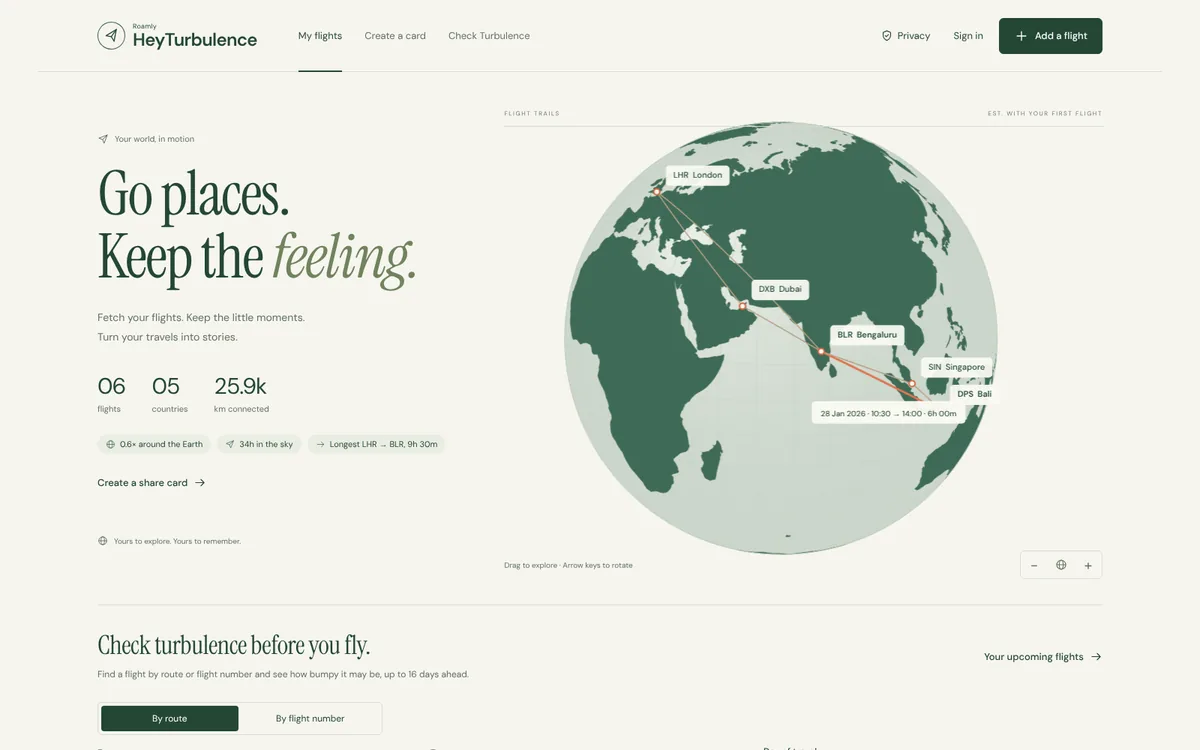 Roamly
HeyTurbulence
My flights
Create a card
Check Turbulence
Privacy
Sign in
+ Add a flight
FLIGHT TRAILS
EST. WITH YOUR FIRST FLIGHT
Your world, in motion
Go places.
Keep the feeling.
Fetch your flights. Keep the little moments.
Turn your travels into stories.
06
flights
05
countries
25.9k
km connected
0.6× around the Earth
34h in the sky
→ Longest LHR → BLR, 9h 30m
Create a share card →
Yours to explore. Yours to remember.
LHR London
DXB Dubai
BLR Bengaluru
SIN Singapore
DPS Bali
28 Jan 2026 · 10:30 → 14:00 · 6h 00m
Drag to explore · Arrow keys to rotate
− +
Check turbulence before you fly.
Find a flight by route or flight number and see how bumpy it may be, up to 16 days ahead.
Your upcoming flights →
By route
By flight number